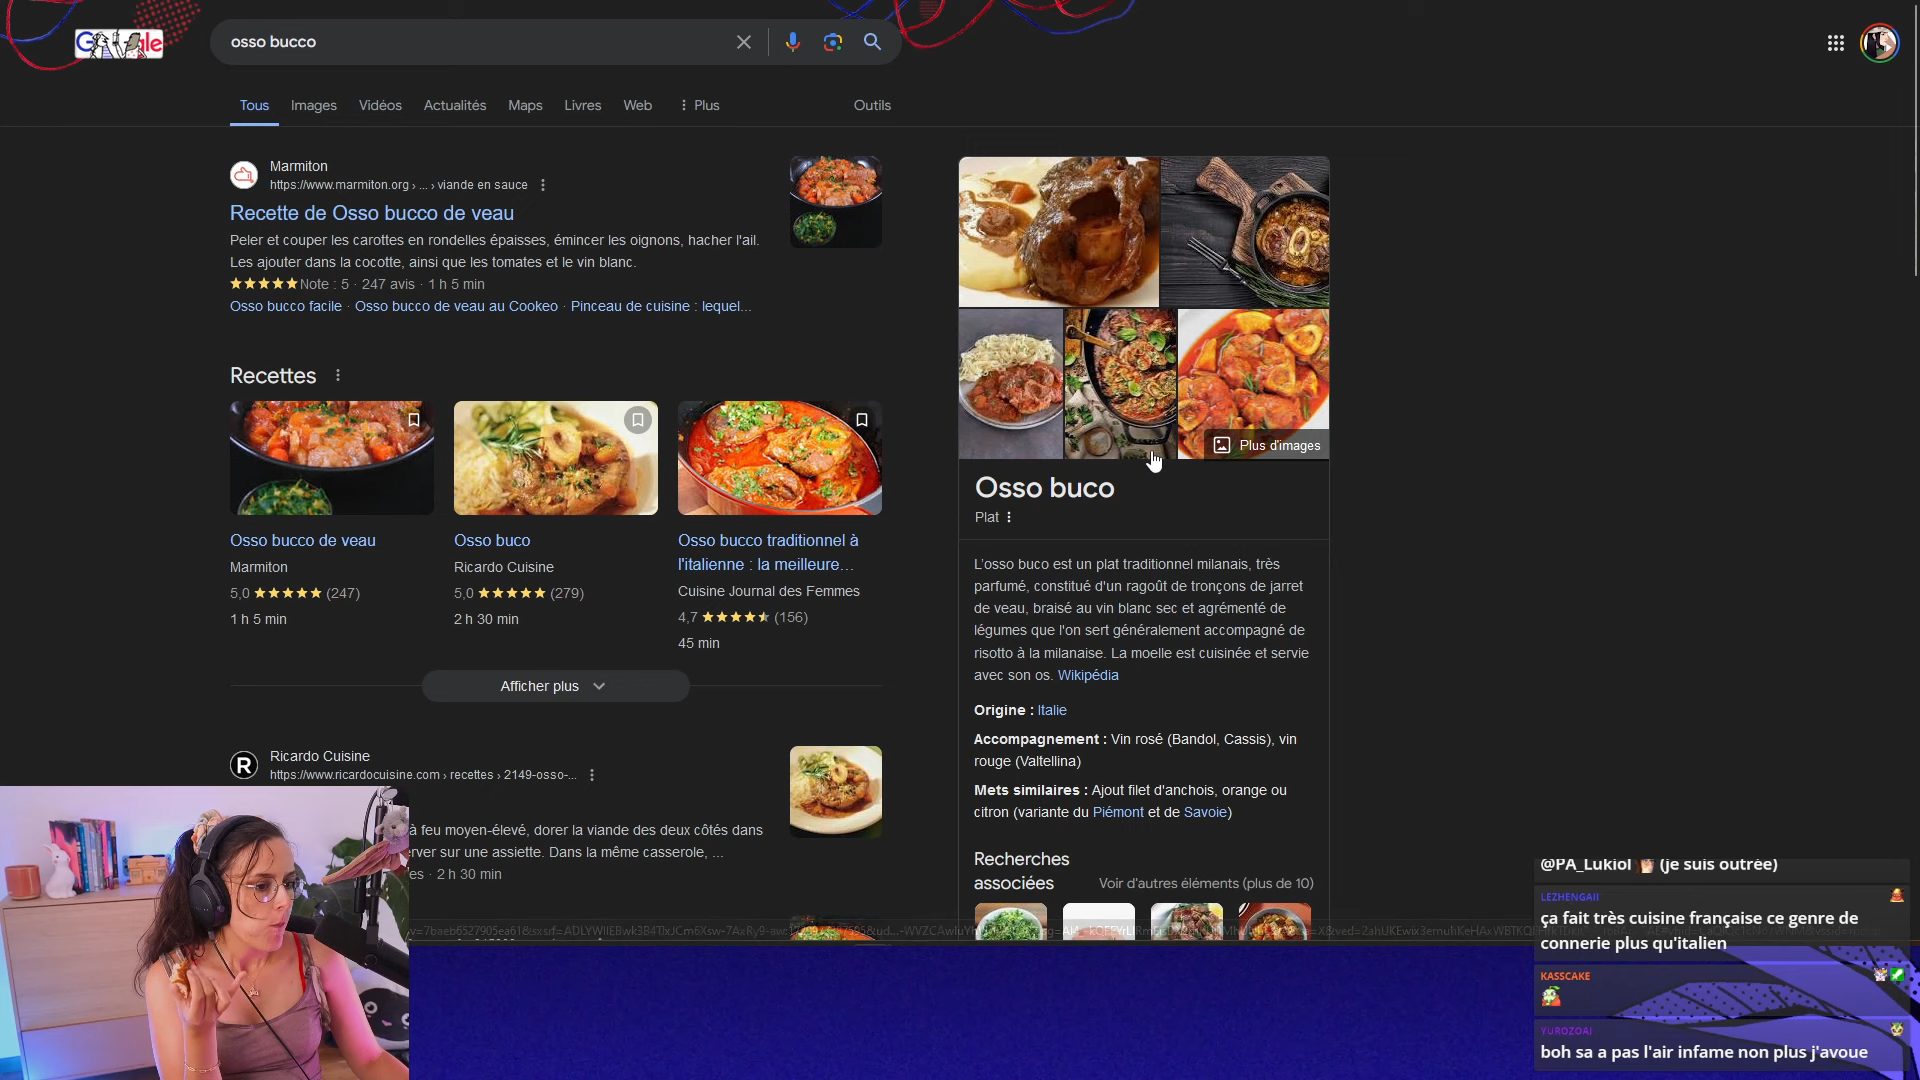 osso bucco
Tous
Images
Vidéos
Actualités
Maps
Livres
Web
Plus
Outils
Marmiton
https://www.marmiton.org › ... › viande en sauce
Recette de Osso bucco de veau
Peler et couper les carottes en rondelles épaisses, émincer les oignons, hacher l'ail.
Les ajouter dans la cocotte, ainsi que les tomates et le vin blanc.
★★★★★Note : 5 · 247 avis · 1 h 5 min
Osso bucco facile · Osso bucco de veau au Cookeo · Pinceau de cuisine : lequel...
Recettes
Osso bucco de veau
Marmiton
5,0 ★★★★★ (247)
1 h 5 min
Osso buco
Ricardo Cuisine
5,0 ★★★★★ (279)
2 h 30 min
Osso bucco traditionnel à
l'italienne : la meilleure...
Cuisine Journal des Femmes
4,7 (156)
45 min
Afficher plus
R
Ricardo Cuisine
https://www.ricardocuisine.com › recettes › 2149-osso-...
à feu moyen-élevé, dorer la viande des deux côtés dans
rver sur une assiette. Dans la même casserole, ...
es · 2 h 30 min
Plus d'images
Osso buco
Plat
L'osso buco est un plat traditionnel milanais, très
parfumé, constitué d'un ragoût de tronçons de jarret
de veau, braisé au vin blanc sec et agrémenté de
légumes que l'on sert généralement accompagné de
risotto à la milanaise. La moelle est cuisinée et servie
avec son os. Wikipédia
Origine : Italie
Accompagnement : Vin rosé (Bandol, Cassis), vin
rouge (Valtellina)
Mets similaires : Ajout filet d'anchois, orange ou
citron (variante du Piémont et de Savoie)
Recherches
associées
Voir d'autres éléments (plus de 10)
@PA_Lukiol (je suis outrée)
LEZHENGAII
ça fait très cuisine française ce genre de
connerie plus qu'italien
KASSCAKE
YUROZOAI
boh sa a pas l'air infame non plus j'avoue